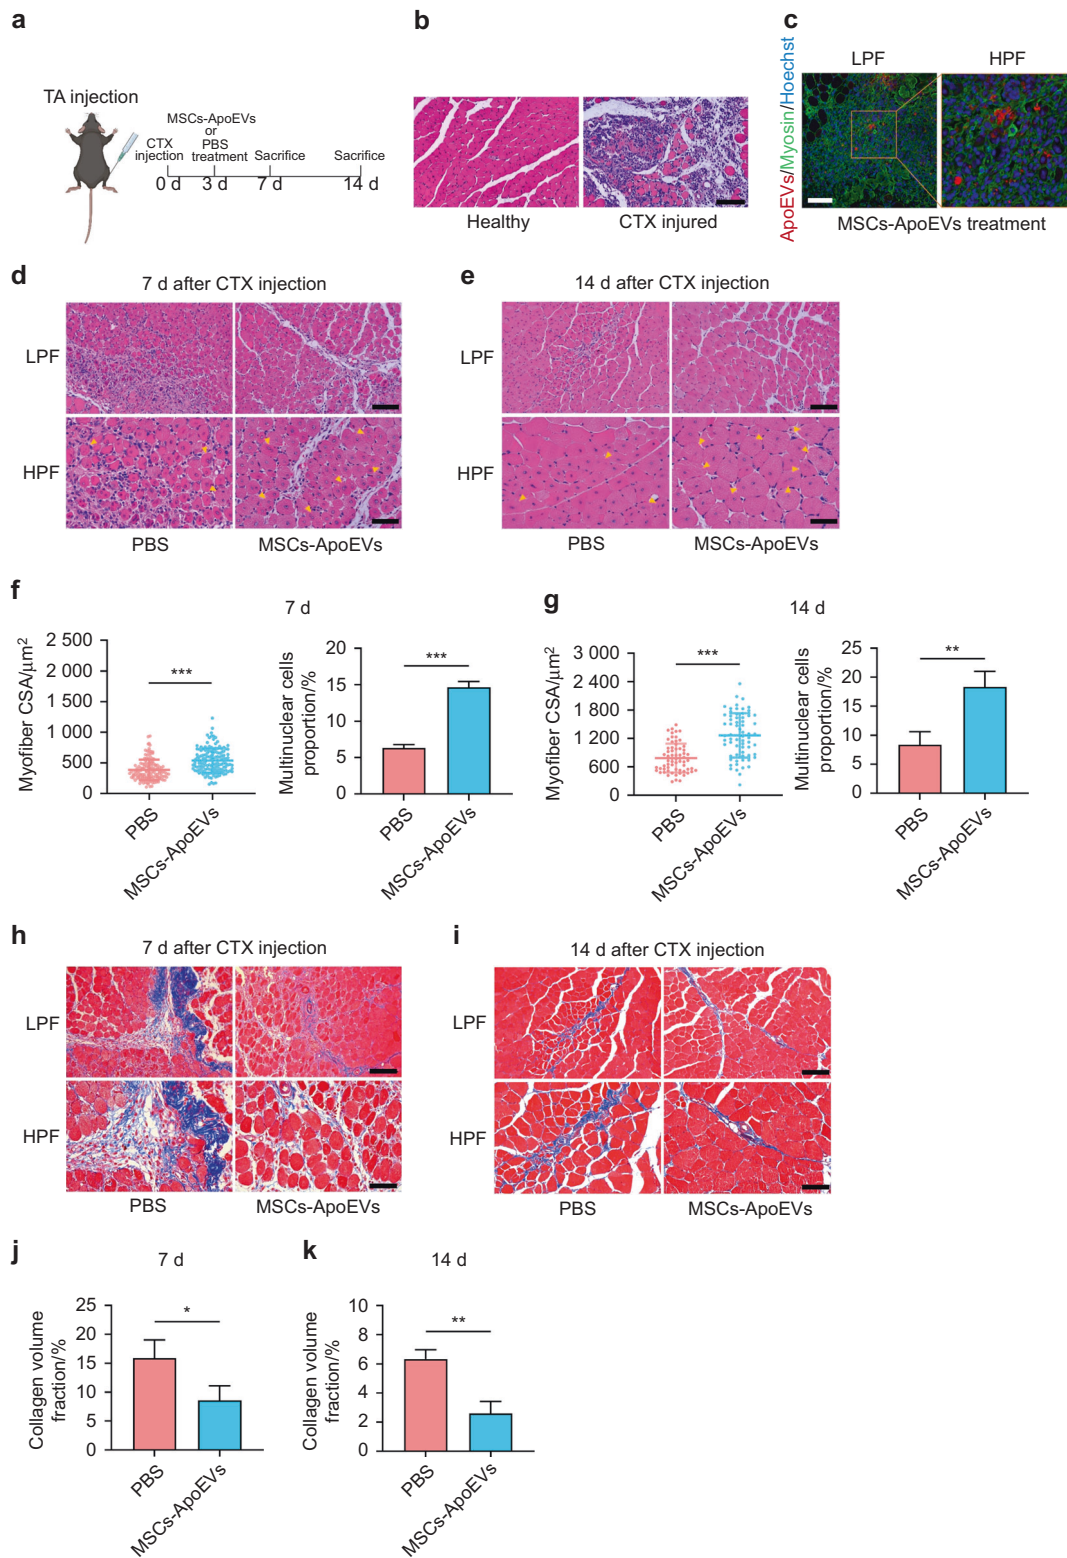 a
TA injection
MSCs-ApoEVs
or
PBS
treatment
CTX
injection
Sacrifice
Sacrifice
0 d
3 d
7 d
14 d
b
Healthy
CTX injured
c
LPF
HPF
ApoEVs/Myosin/Hoechst
MSCs-ApoEVs treatment
d
7 d after CTX injection
LPF
HPF
PBS
MSCs-ApoEVs
e
14 d after CTX injection
LPF
HPF
PBS
MSCs-ApoEVs
f
7 d
Myofiber CSA/μm²
2 500
2 000
1 500
1 000
500
0
***
PBS
MSCs-ApoEVs
Multinuclear cells
proportion/%
20
15
10
5
0
***
PBS
MSCs-ApoEVs
g
14 d
Myofiber CSA/μm²
3 000
2 400
1 800
1 200
600
0
***
PBS
MSCs-ApoEVs
Multinuclear cells
proportion/%
25
20
15
10
5
0
**
PBS
MSCs-ApoEVs
h
7 d after CTX injection
LPF
HPF
PBS
MSCs-ApoEVs
i
14 d after CTX injection
LPF
HPF
PBS
MSCs-ApoEVs
j
7 d
Collagen volume
fraction/%
25
20
15
10
5
0
*
PBS
MSCs-ApoEVs
k
14 d
Collagen volume
fraction/%
10
8
6
4
2
0
**
PBS
MSCs-ApoEVs